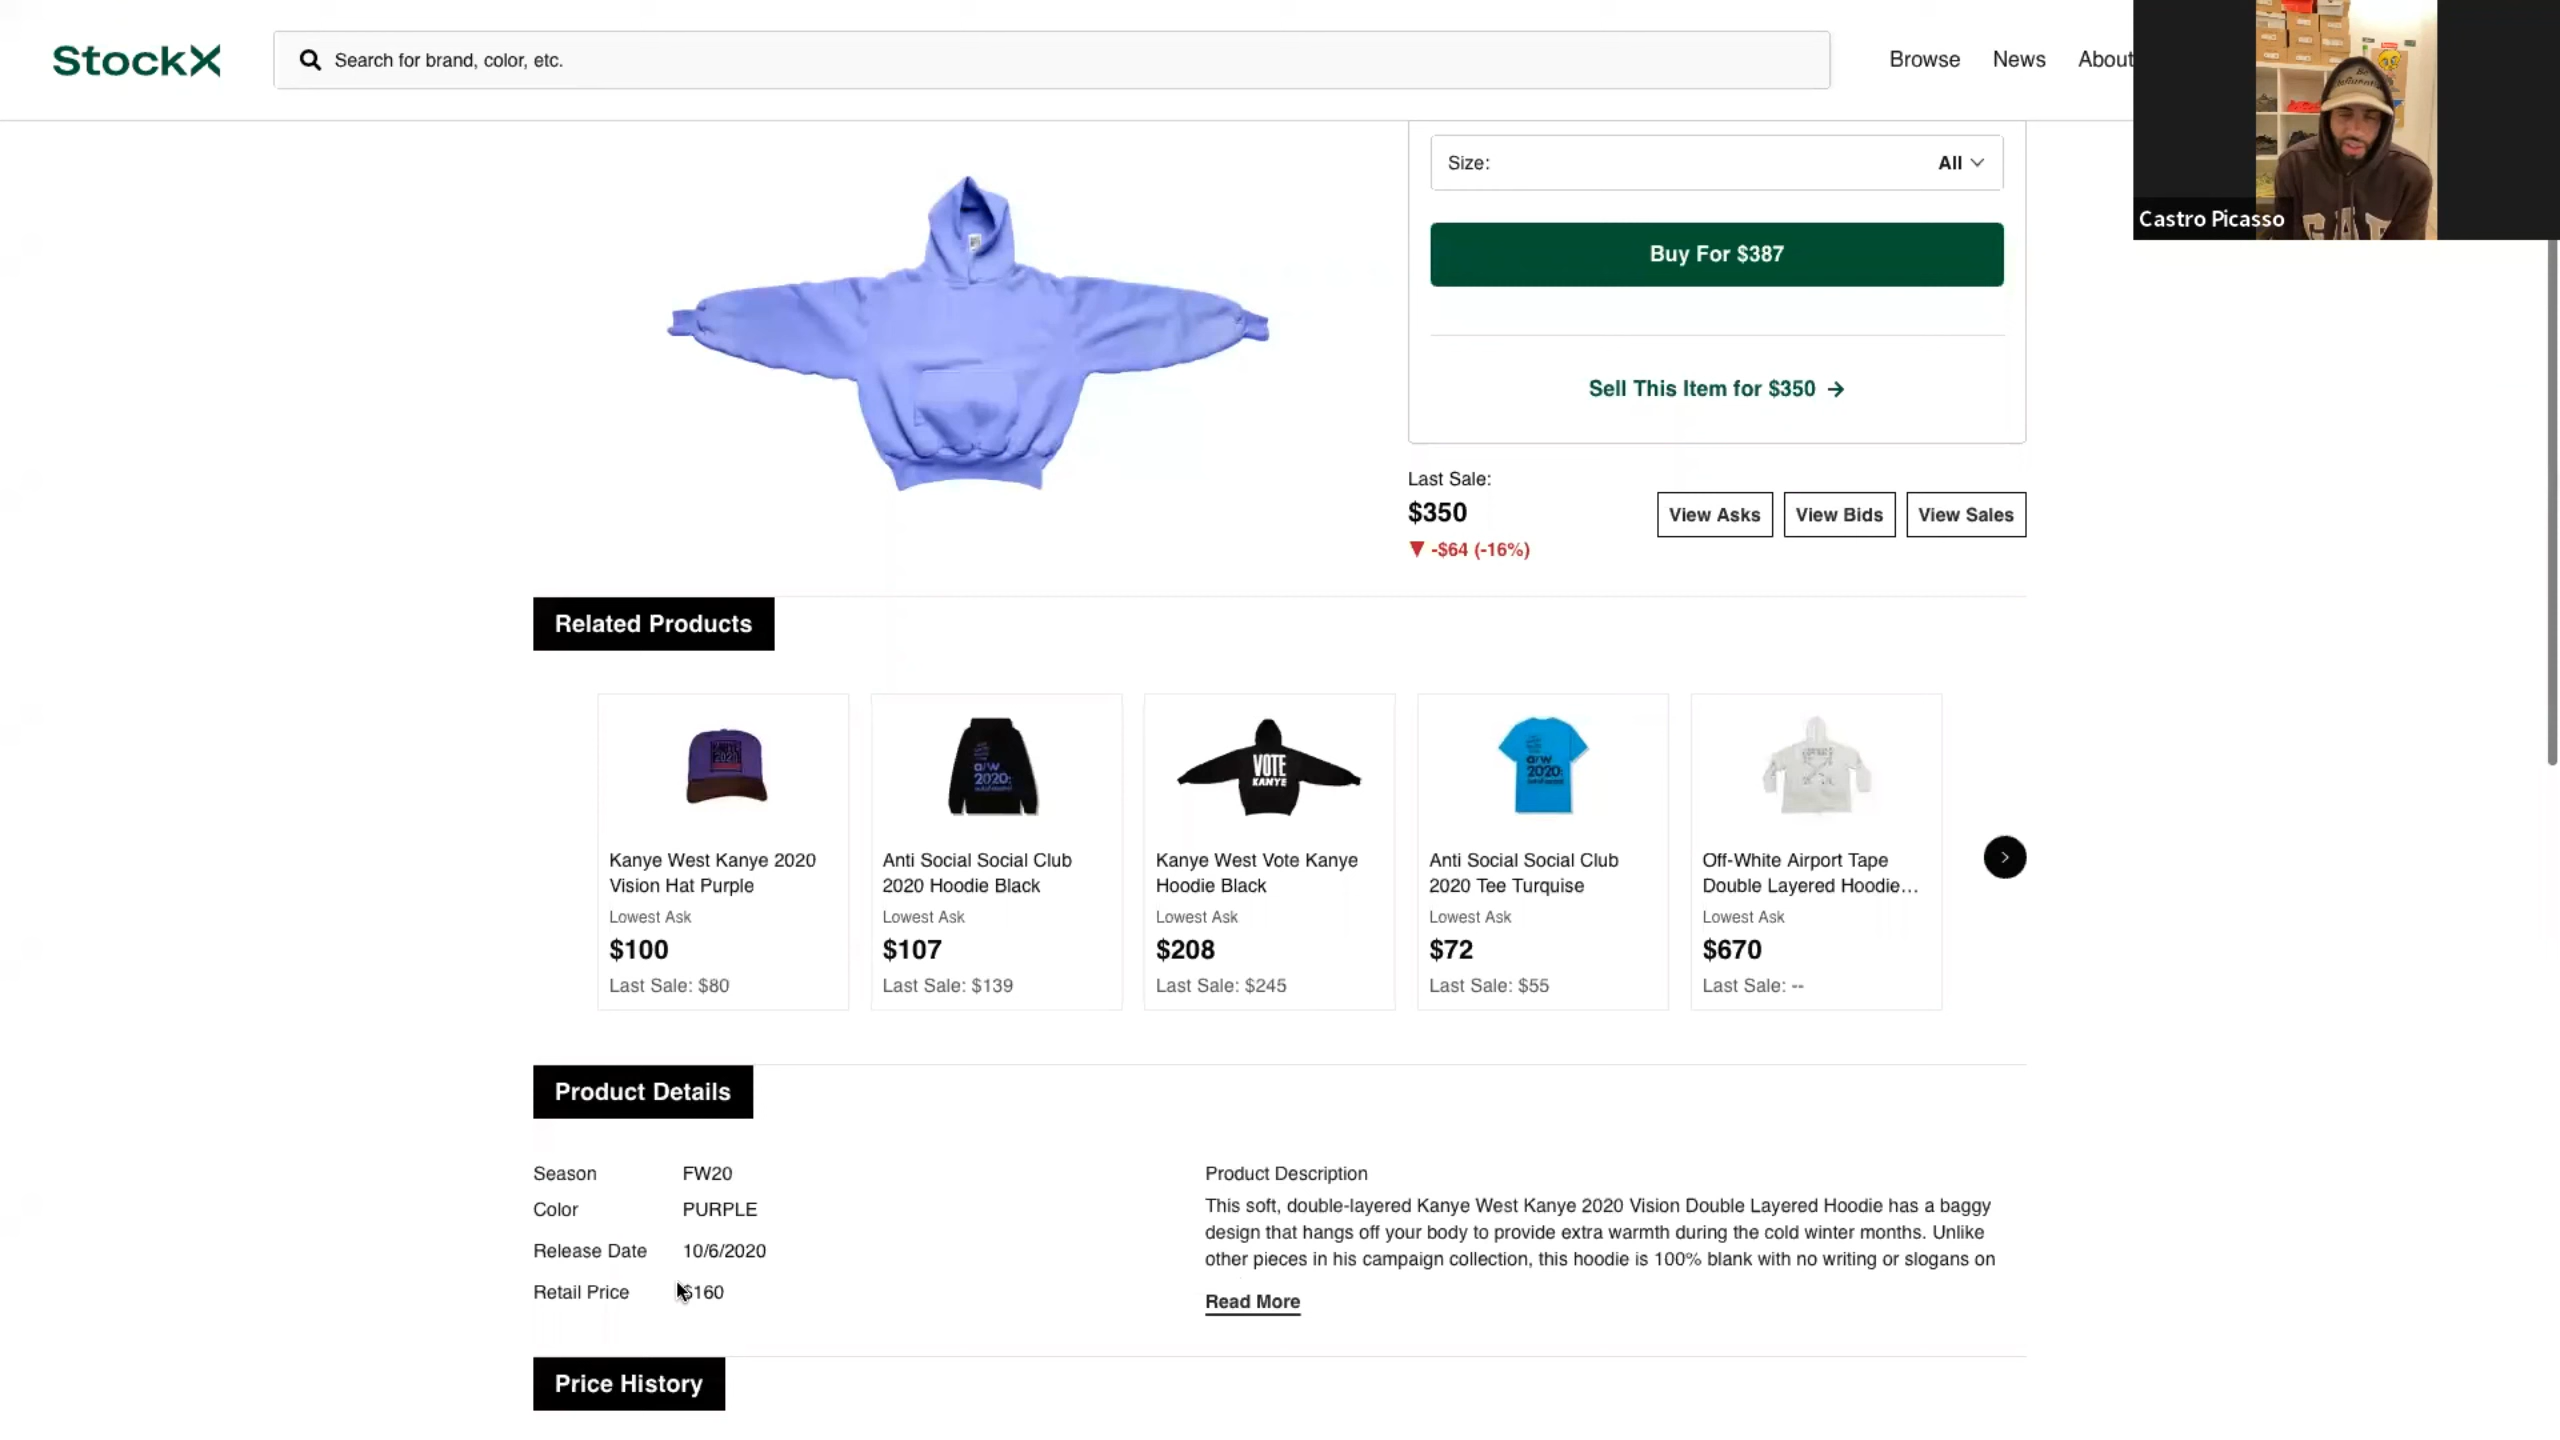 StockX
Search for brand, color, etc.
Browse
News
About
Castro Picasso
GAP
Size:
All
Buy For $387
Sell This Item for $350
Last Sale:
$350
-$64 (-16%)
View Asks
View Bids
View Sales
Related Products
Kanye West Kanye 2020
Vision Hat Purple
Lowest Ask
$100
Last Sale: $80
Anti Social Social Club
2020 Hoodie Black
Lowest Ask
$107
Last Sale: $139
VOTE
KANYE
Kanye West Vote Kanye
Hoodie Black
Lowest Ask
$208
Last Sale: $245
a/w
2020:
Anti Social Social Club
2020 Tee Turquise
Lowest Ask
$72
Last Sale: $55
Off-White Airport Tape
Double Layered Hoodie...
Lowest Ask
$670
Last Sale: --
Product Details
Season FW20
Color PURPLE
Release Date 10/6/2020
Retail Price $160
Product Description
This soft, double-layered Kanye West Kanye 2020 Vision Double Layered Hoodie has a baggy
design that hangs off your body to provide extra warmth during the cold winter months. Unlike
other pieces in his campaign collection, this hoodie is 100% blank with no writing or slogans on
Read More
Price History